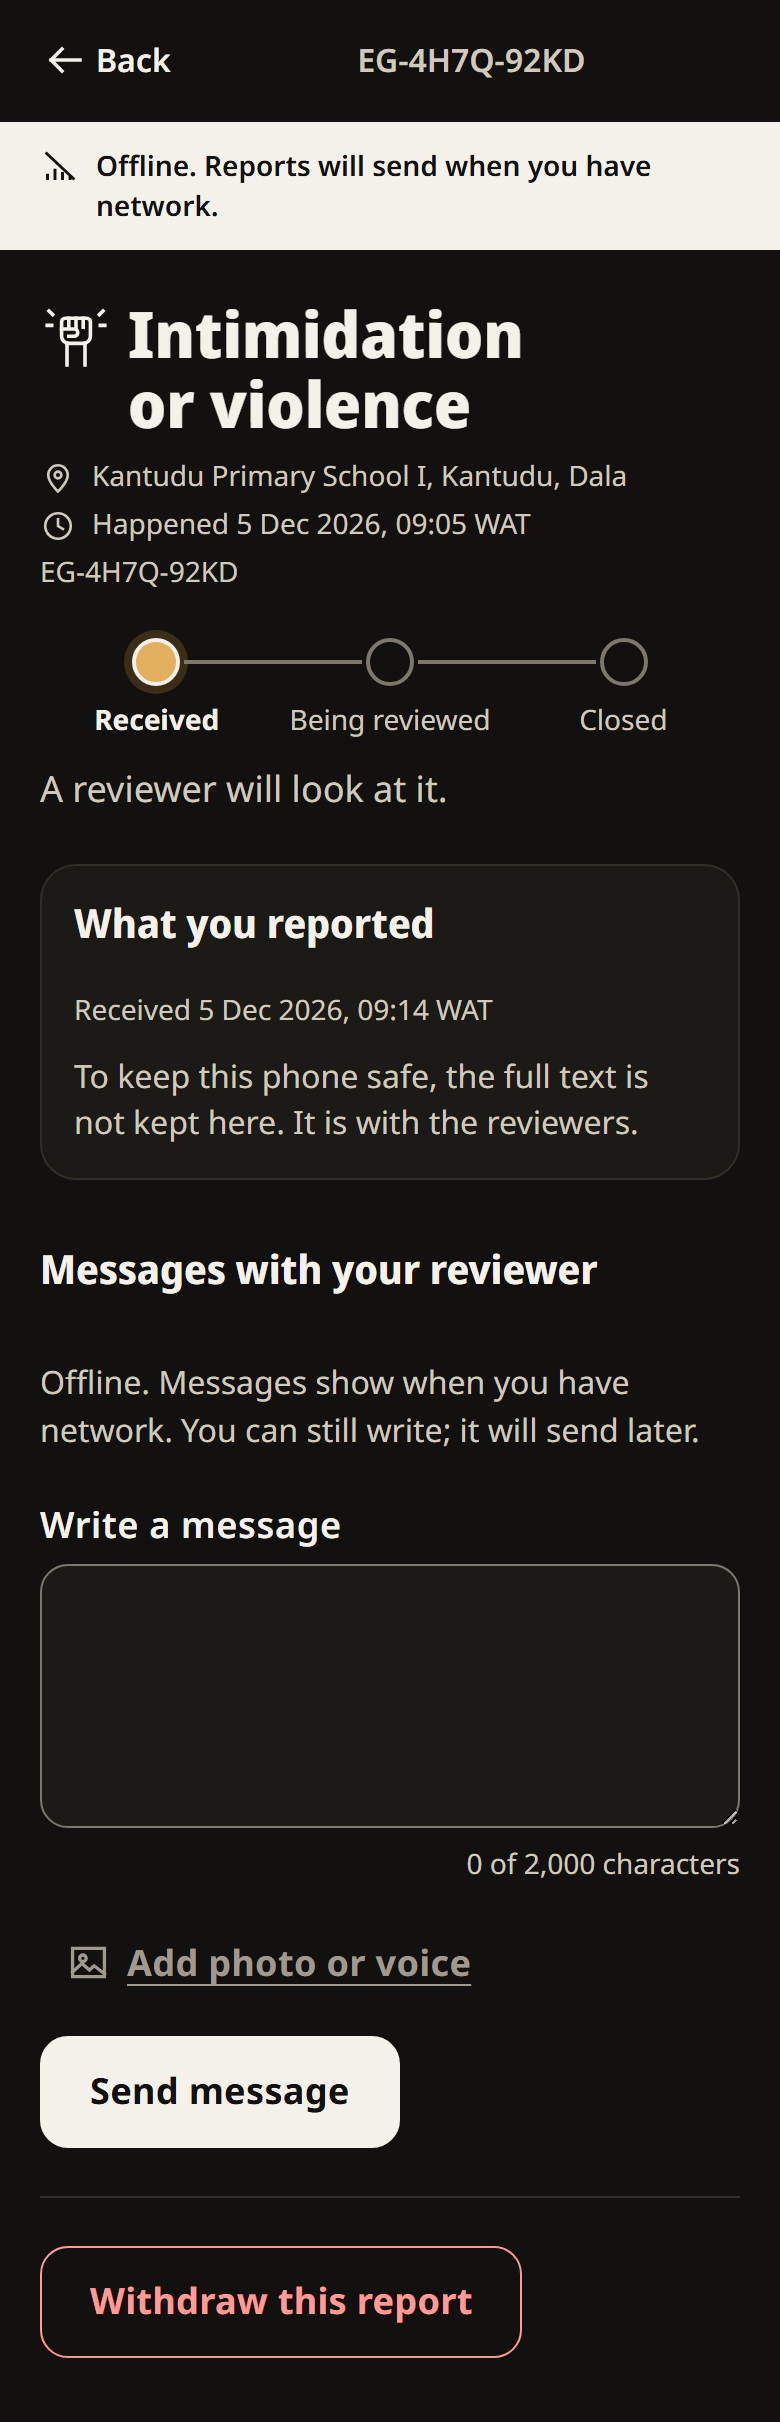 Back
EG-4H7Q-92KD
Offline. Reports will send when you have
network.
Intimidation
or violence
Kantudu Primary School I, Kantudu, Dala
Happened 5 Dec 2026, 09:05 WAT
EG-4H7Q-92KD
Received
Being reviewed
Closed
A reviewer will look at it.
What you reported
Received 5 Dec 2026, 09:14 WAT
To keep this phone safe, the full text is
not kept here. It is with the reviewers.
Messages with your reviewer
Offline. Messages show when you have
network. You can still write; it will send later.
Write a message
0 of 2,000 characters
Add photo or voice
Send message
Withdraw this report